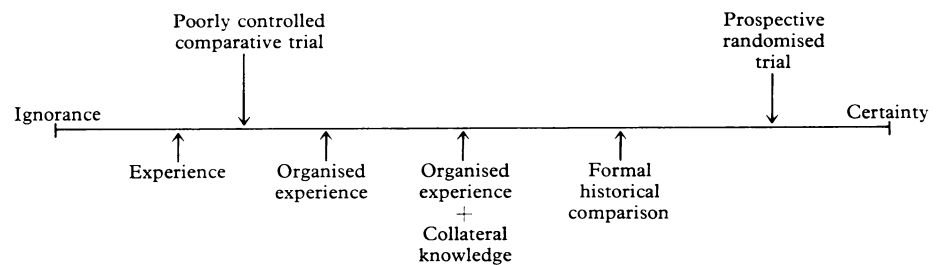 Poorly controlled
comparative trial
Prospective
randomised
trial
Ignorance
Certainty
Experience
Organised
experience
Organised
experience
+
Collateral
knowledge
Formal
historical
comparison